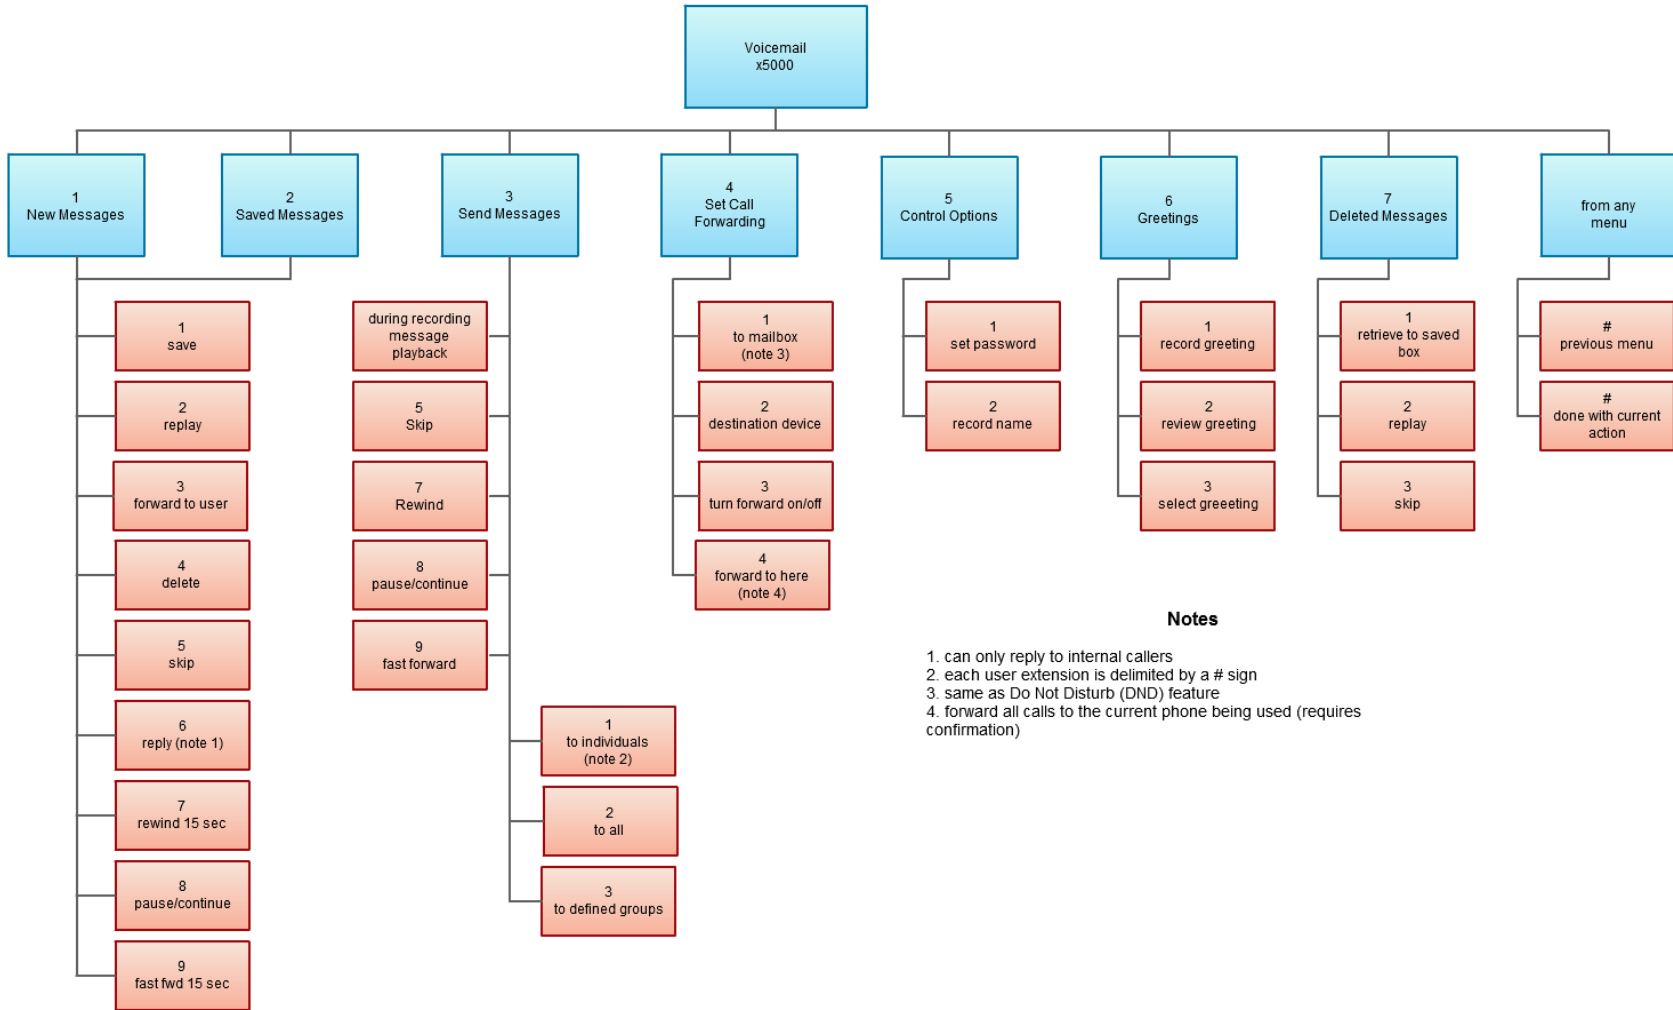 Voicemail
x5000
1
New Messages
2
Saved Messages
3
Send Messages
4
Set Call
Forwarding
5
Control Options
6
Greetings
7
Deleted Messages
from any
menu
1
save
2
replay
3
forward to user
4
delete
5
skip
6
reply (note 1)
7
rewind 15 sec
8
pause/continue
9
fast fwd 15 sec
during recording
message
playback
5
Skip
7
Rewind
8
pause/continue
9
fast forward
1
to individuals
(note 2)
2
to all
3
to defined groups
1
to mailbox
(note 3)
2
destination device
3
turn forward on/off
4
forward to here
(note 4)
1
set password
2
record name
1
record greeting
2
review greeting
3
select greeeting
1
retrieve to saved
box
2
replay
3
skip
#
previous menu
#
done with current
action
Notes
1. can only reply to internal callers
2. each user extension is delimited by a # sign
3. same as Do Not Disturb (DND) feature
4. forward all calls to the current phone being used (requires
confirmation)